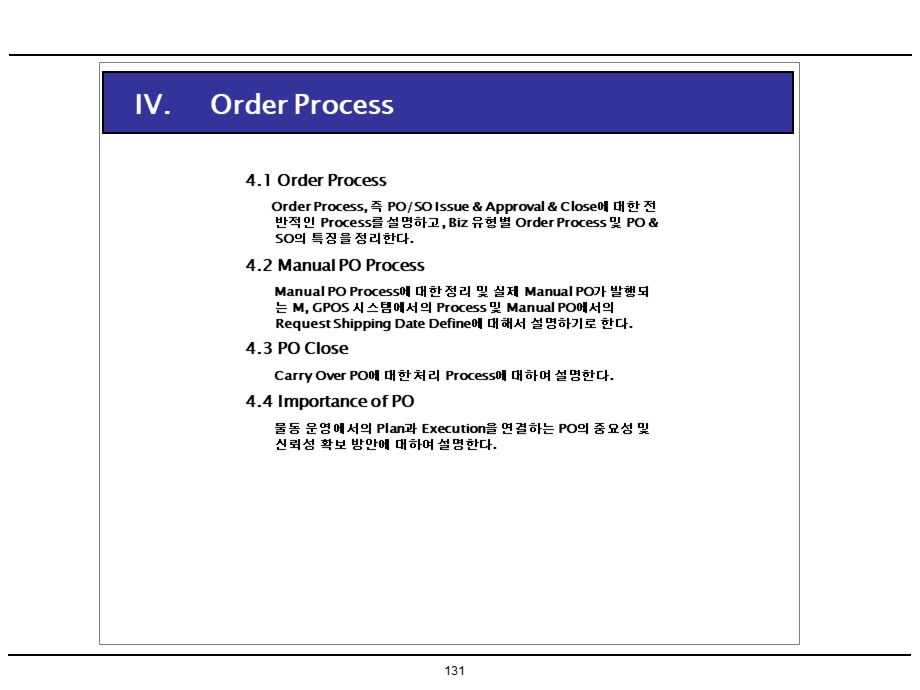 IV. Order Process
4.1 Order Process
Order Process, 즉 PO/SO Issue & Approval & Close에 대한 전
반적인 Process를 설명하고, Biz 유형별 Order Process 및 PO &
SO의 특징을 정리한다.
4.2 Manual PO Process
Manual PO Process에 대한 정리 및 실제 Manual PO가 발행되
는 M, GPOS 시스템에서의 Process 및 Manual PO에서의
Request Shipping Date Define에 대해서 설명하기로 한다.
4.3 PO Close
Carry Over PO에 대한 처리 Process에 대하여 설명한다.
4.4 Importance of PO
물동 운영에서의 Plan과 Execution을 연결하는 PO의 중요성 및
신뢰성 확보 방안에 대하여 설명한다.
131